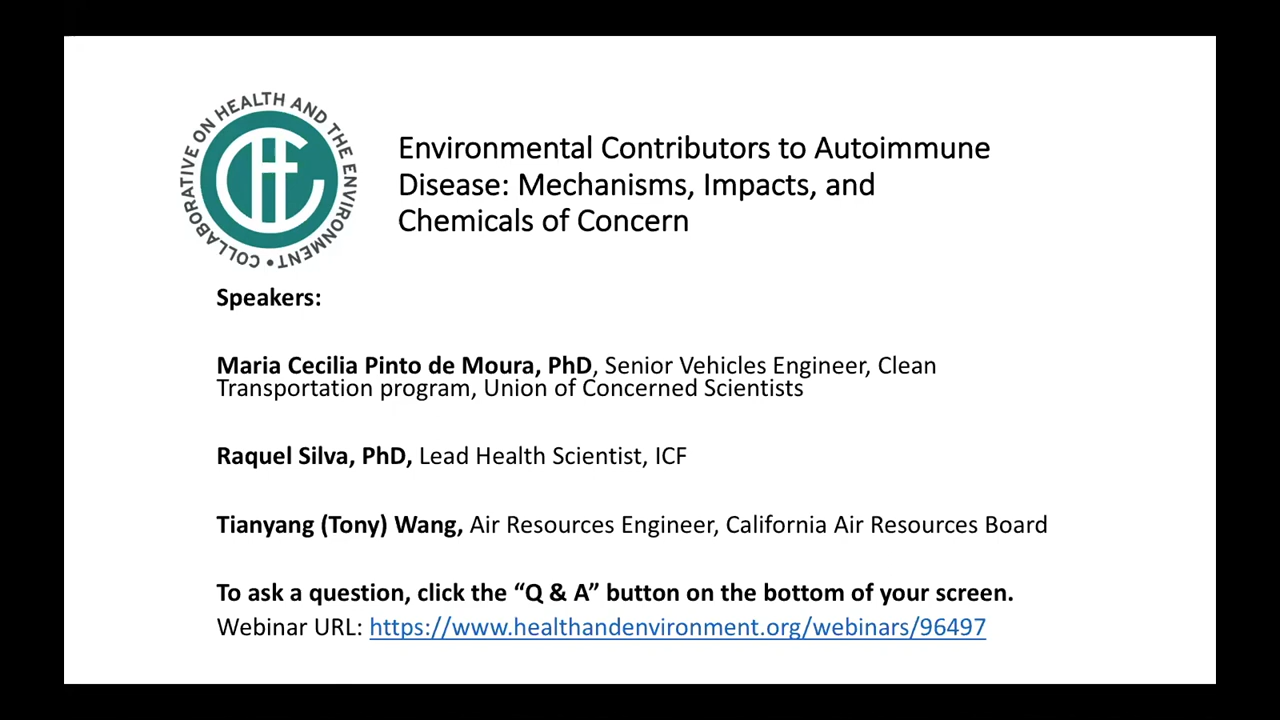 COLLABORATIVE ON HEALTH AND THE ENVIRONMENT •
CHE
Environmental Contributors to Autoimmune
Disease: Mechanisms, Impacts, and
Chemicals of Concern
Speakers:
Maria Cecilia Pinto de Moura, PhD, Senior Vehicles Engineer, Clean
Transportation program, Union of Concerned Scientists
Raquel Silva, PhD, Lead Health Scientist, ICF
Tianyang (Tony) Wang, Air Resources Engineer, California Air Resources Board
To ask a question, click the “Q & A” button on the bottom of your screen.
Webinar URL: https://www.healthandenvironment.org/webinars/96497